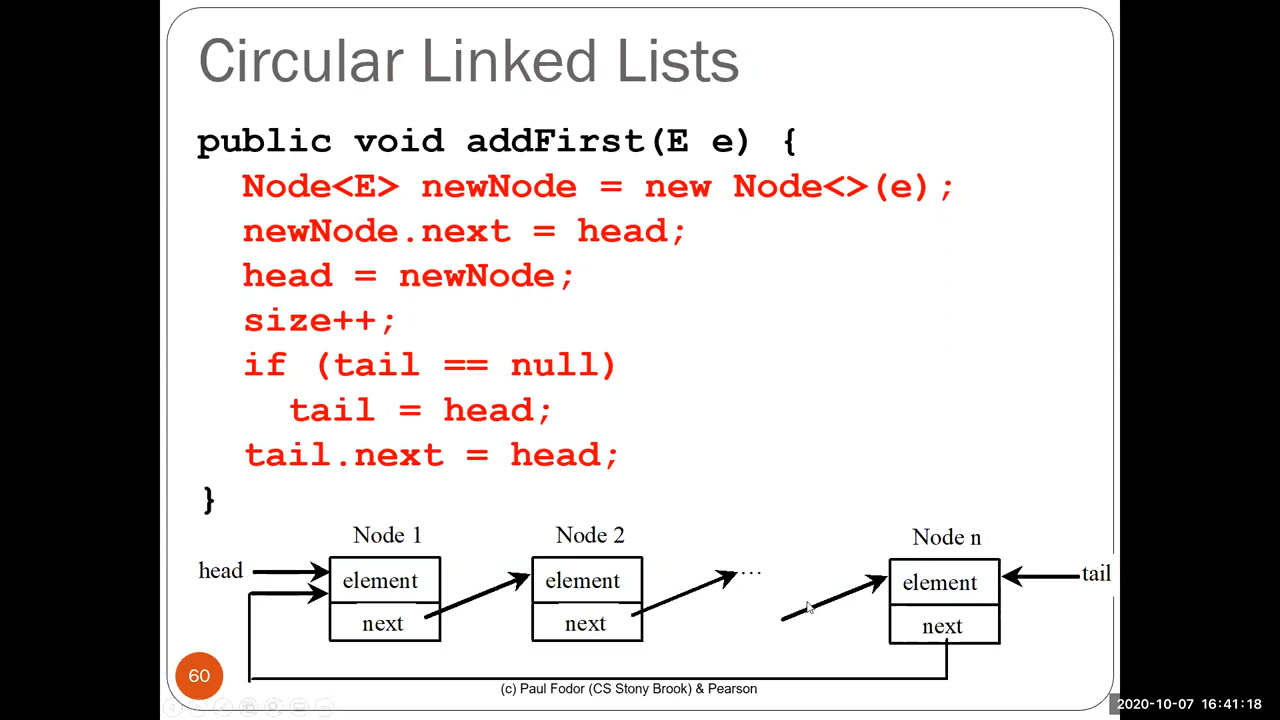 Circular Linked Lists
public void addFirst(E e) {
Node<E> newNode = new Node<>(e);
newNode.next = head;
head = newNode;
size++;
if (tail == null)
tail = head;
tail.next = head;
}
Node 1
Node 2
Node n
head
element
element
...
element
tail
next
next
next
60
(c) Paul Fodor (CS Stony Brook) & Pearson
2020-10-07 16:41:18